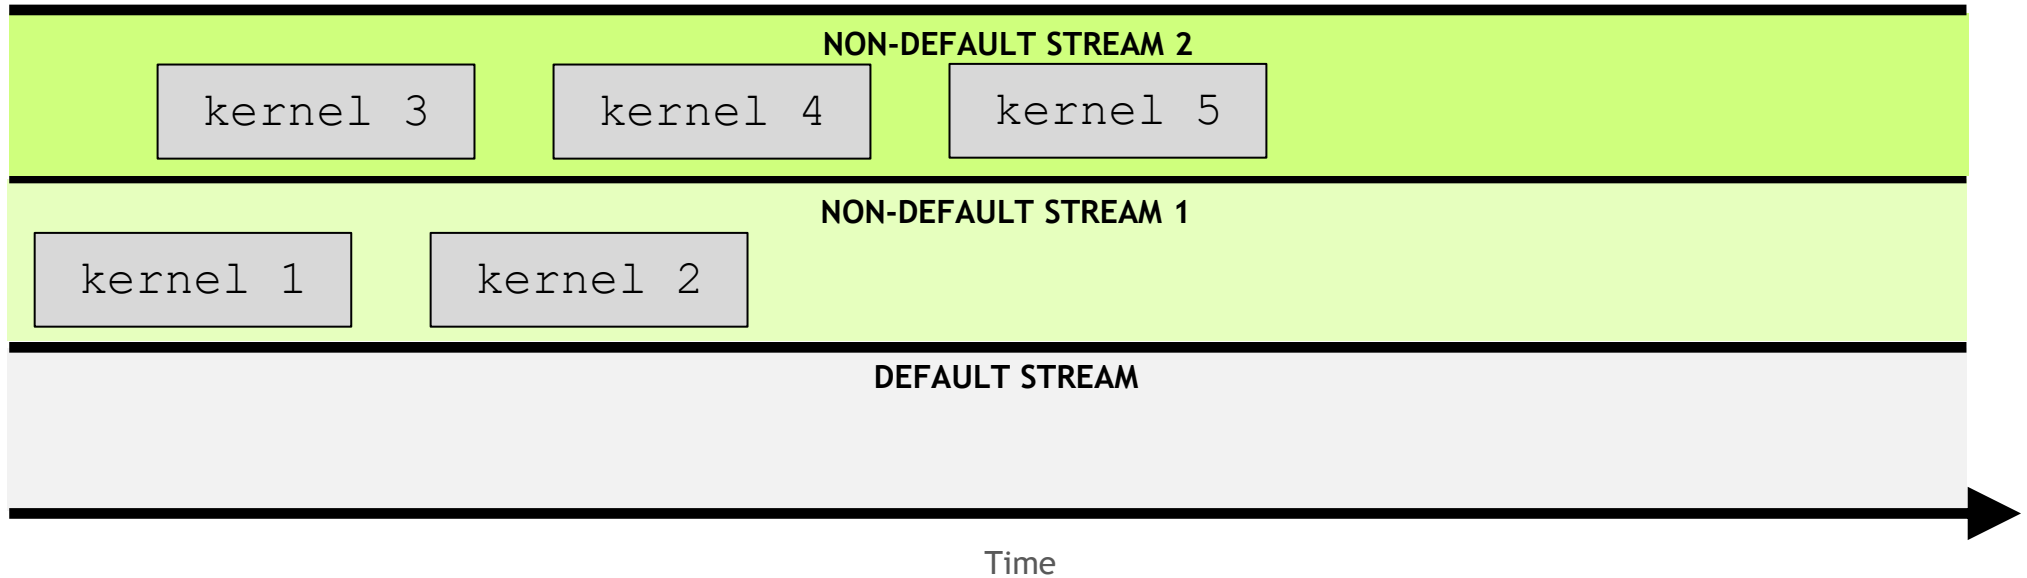 NON-DEFAULT STREAM 2
kernel 3
kernel 4
kernel 5
NON-DEFAULT STREAM 1
kernel 1
kernel 2
DEFAULT STREAM
Time